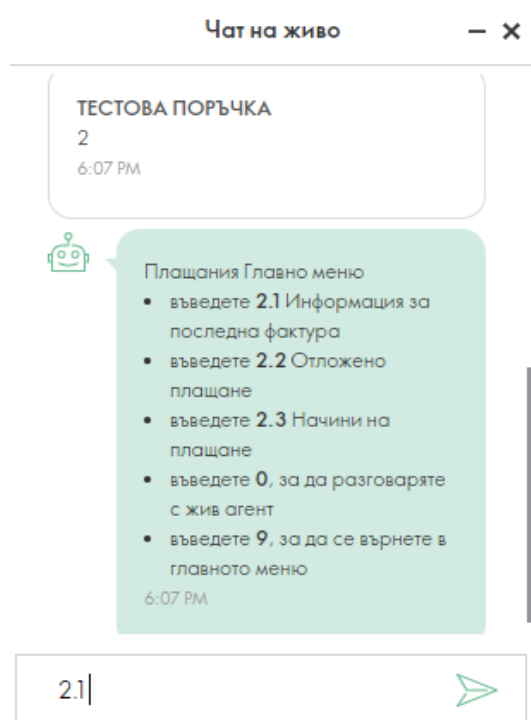 Чат на живо
ТЕСТОВА ПОРЪЧКА
2
6:07 PM
Плащания Главно меню
въведете 2.1 Информация за
последна фактура
въведете 2.2 Отложено
плащане
въведете 2.3 Начини на
плащане
въведете 0, за да разговаряте
с жив агент
въведете 9, за да се върнете в
главното меню
6:07 PM
2.1